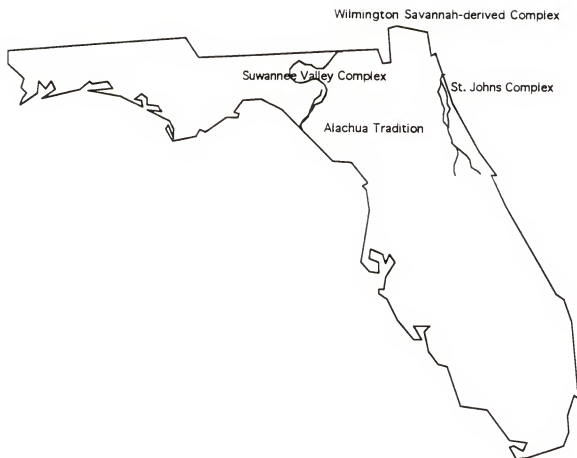 Wilmington Savannah-derived Complex
Suwannee Valley Complex
St. Johns Complex
Alachua Tradition